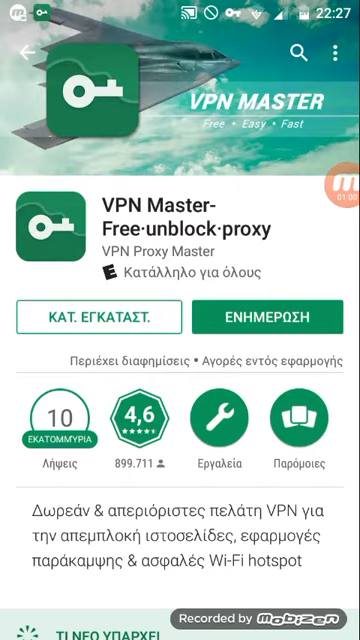 22:27
VPN MASTER
Free • Easy • Fast
01:00
VPN Master-
Free·unblock·proxy
VPN Proxy Master
E Κατάλληλο για όλους
ΚΑΤ. ΕΓΚΑΤΑΣΤ.
ΕΝΗΜΕΡΩΣΗ
Περιέχει διαφημίσεις • Αγορές εντός εφαρμογής
10
ΕΚΑΤΟΜΜΥΡΙΑ
4,6
Λήψεις
899.711
Εργαλεία
Παρόμοιες
Δωρεάν & απεριόριστες πελάτη VPN για
την απεμπλοκή ιστοσελίδες, εφαρμογές
παράκαμψης & ασφαλές Wi-Fi hotspot
ΤΙ ΝΕΟ ΥΠΑΡΧΕΙ
Recorded by mobizen